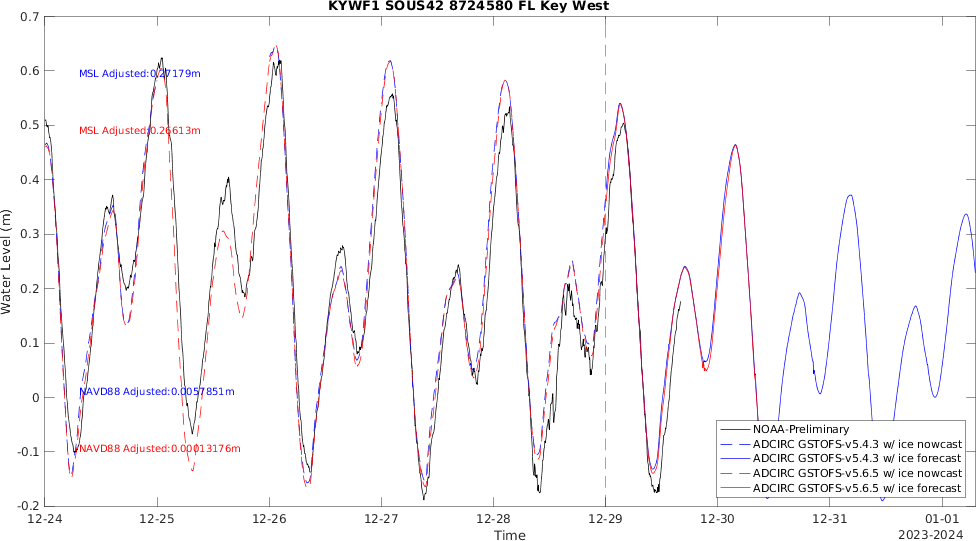 KYWF1 SOUS42 8724580 FL Key West
0.7
0.6
0.5
0.4
0.3
0.2
0.1
0
-0.1
-0.2
Water Level (m)
MSL Adjusted:0.27179m
MSL Adjusted:0.26613m
NAVD88 Adjusted:0.0057851m
NAVD88 Adjusted:0.00013176m
NOAA-Preliminary
ADCIRC GSTOFS-v5.4.3 w/ ice nowcast
ADCIRC GSTOFS-v5.4.3 w/ ice forecast
ADCIRC GSTOFS-v5.6.5 w/ ice nowcast
ADCIRC GSTOFS-v5.6.5 w/ ice forecast
12-24 12-25 12-26 12-27 12-28 12-29 12-30 12-31 01-01
Time
2023-2024